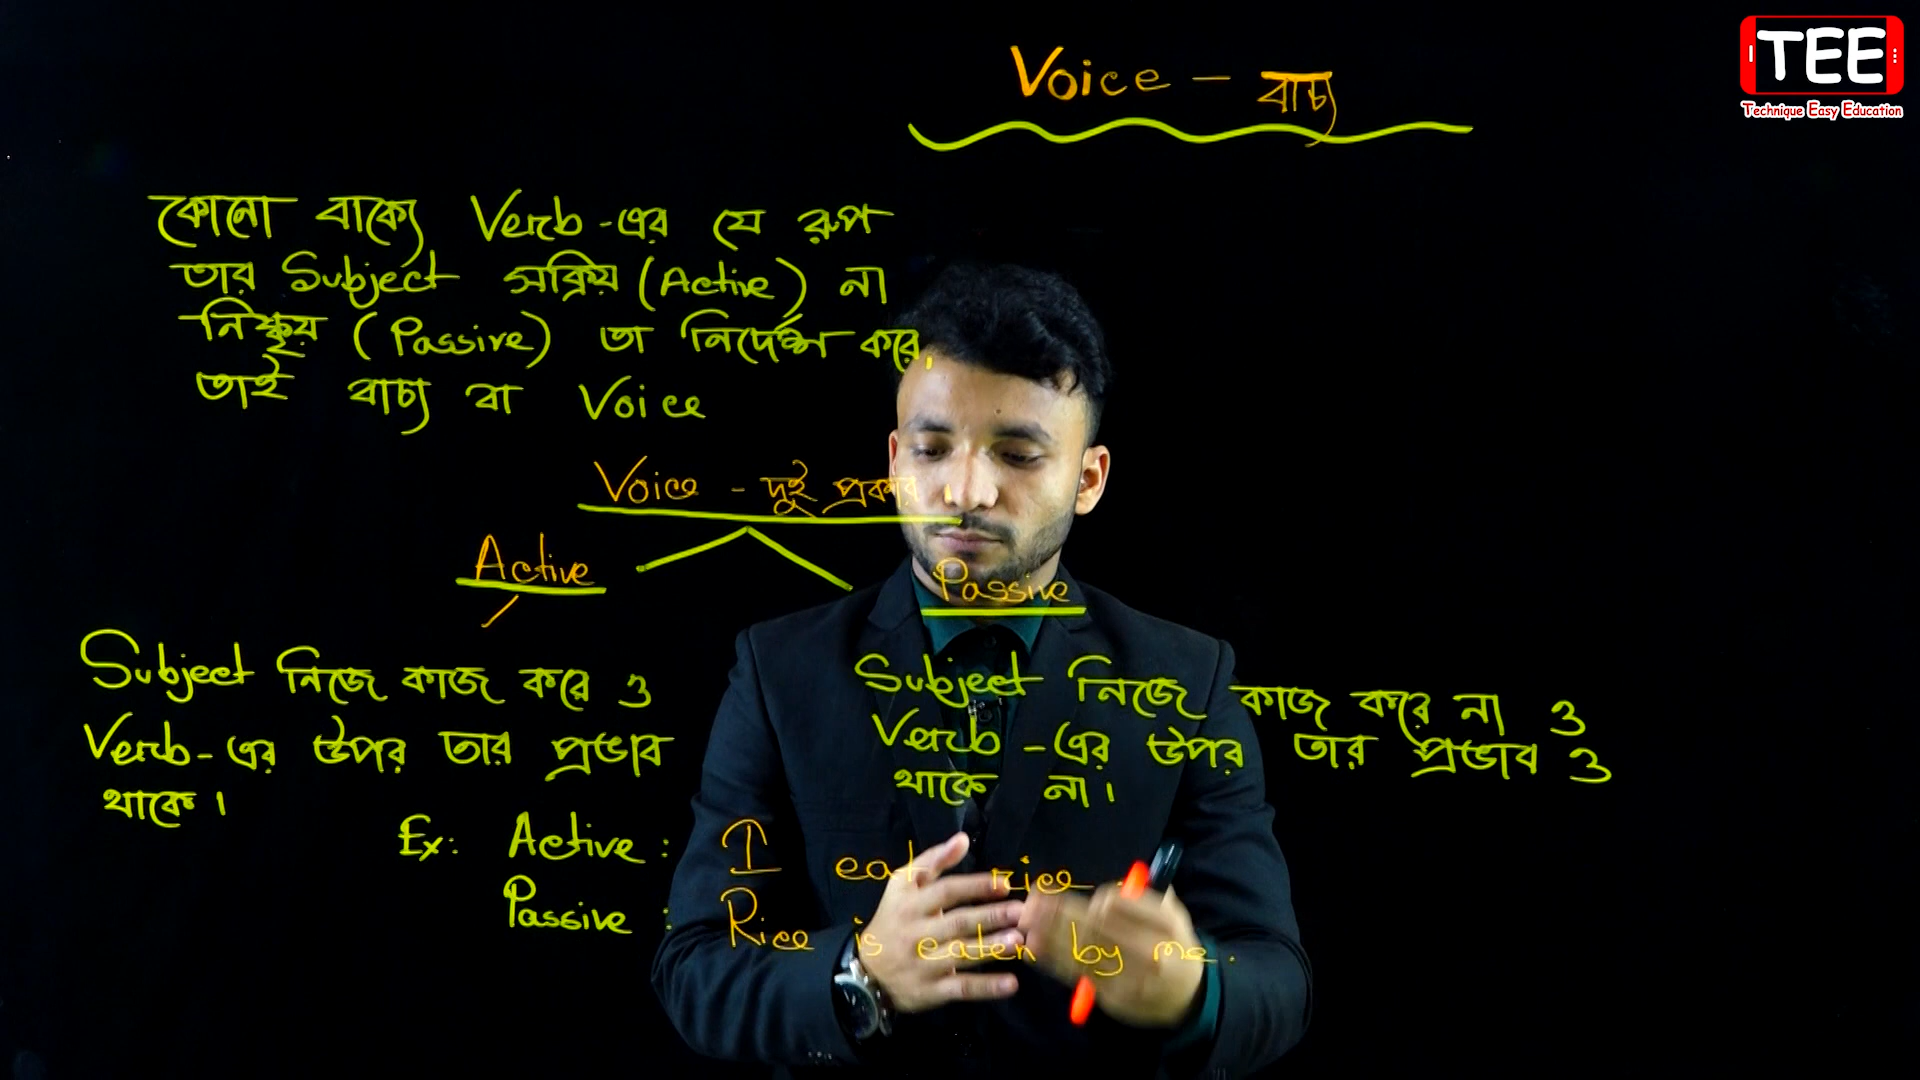 TEE
Technique Easy Education
Voice - বাচ্য
কোনো বাক্যে Verb-এর যে রূপ
তার Subject সক্রিয় (Active) না
নিষ্ক্রিয় (Passive) তা নির্দেশ করে,
তাই বাচ্য বা Voice
Voice - দুই প্রকার ।
Active
Passive
Subject নিজে কাজ করে ও
Verb-এর উপর তার প্রভাব
থাকে ।
Subject নিজে কাজ করে না ও
Verb-এর উপর তার প্রভাব ও
থাকে না ।
Ex: Active : I eat rice.
Passive : Rice is eaten by me.